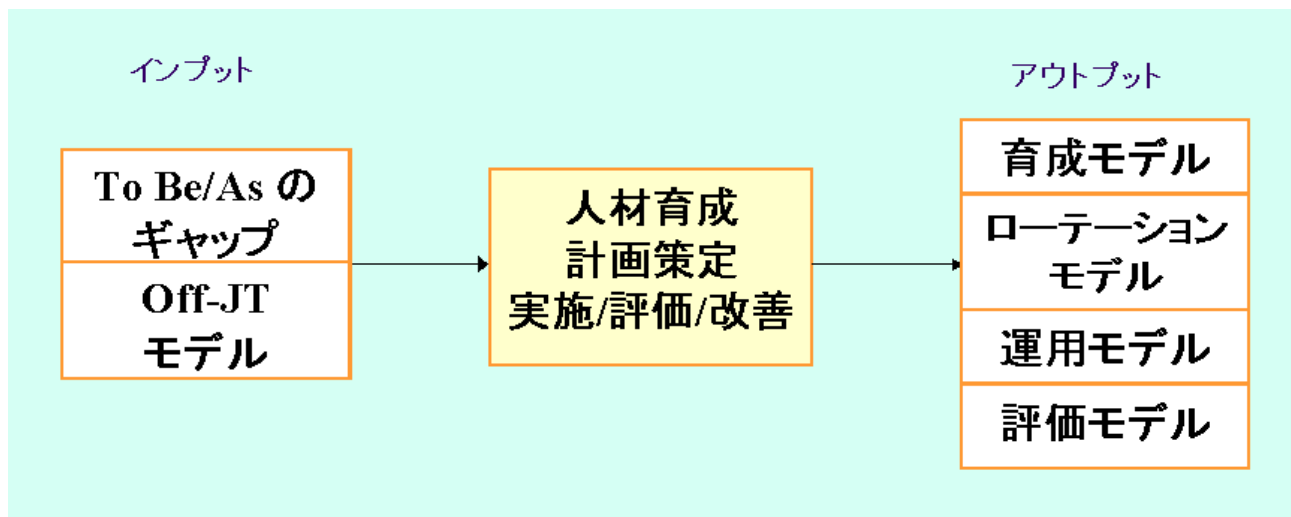 インプット
To Be/As の
ギャップ
Off-JT
モデル
人材育成
計画策定
実施/評価/改善
アウトプット
育成モデル
ローテーション
モデル
運用モデル
評価モデル